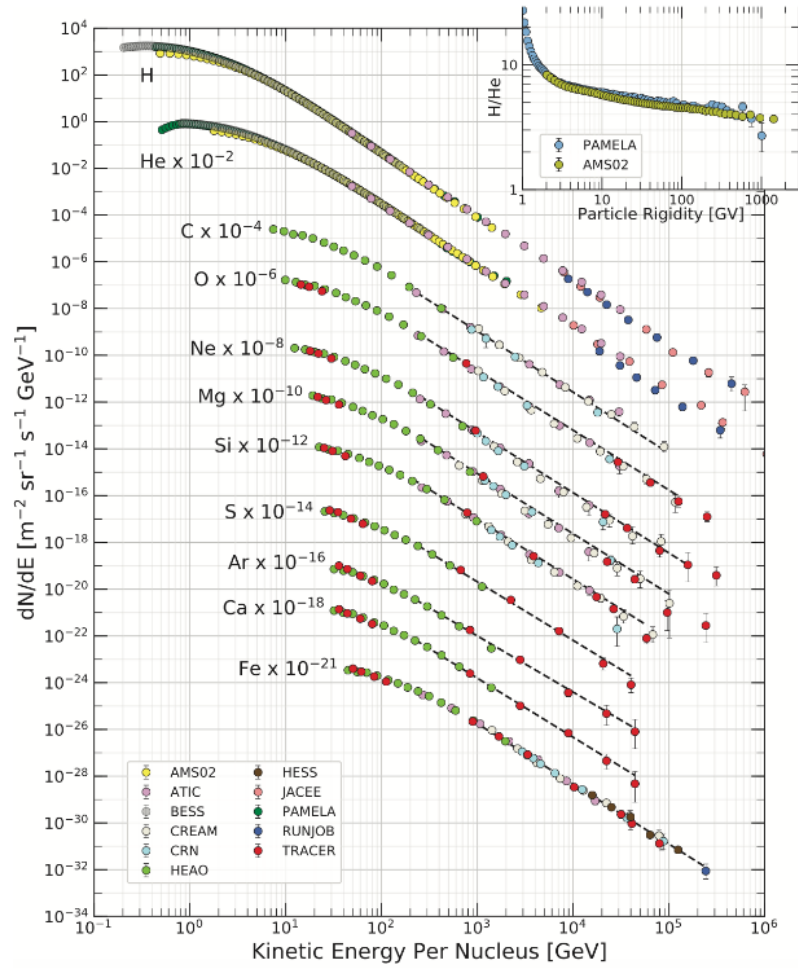 10^4
10^2
10^0
10^-2
10^-4
10^-6
10^-8
10^-10
10^-12
10^-14
10^-16
10^-18
10^-20
10^-22
10^-24
10^-26
10^-28
10^-30
10^-32
10^-34
dN/dE [m^-2 sr^-1 s^-1 GeV^-1]
H
He x 10^-2
C x 10^-4
O x 10^-6
Ne x 10^-8
Mg x 10^-10
Si x 10^-12
S x 10^-14
Ar x 10^-16
Ca x 10^-18
Fe x 10^-21
H/He
10
1
PAMELA
AMS02
1 10 100 1000
Particle Rigidity [GV]
AMS02
ATIC
BESS
CREAM
CRN
HEAO
HESS
JACEE
PAMELA
RUNJOB
TRACER
10^-1 10^0 10^1 10^2 10^3 10^4 10^5 10^6
Kinetic Energy Per Nucleus [GeV]